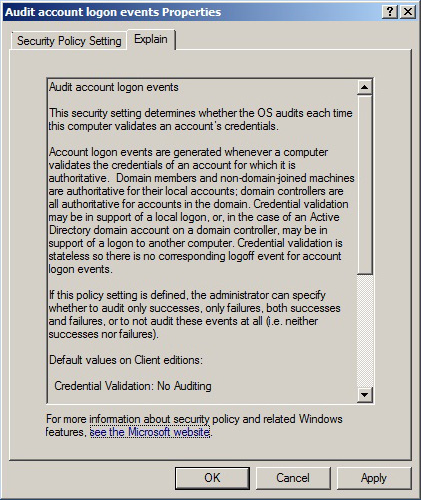 Audit account logon events Properties
Security Policy Setting
Explain
Audit account logon events
This security setting determines whether the OS audits each time
this computer validates an account's credentials.
Account logon events are generated whenever a computer
validates the credentials of an account for which it is
authoritative.  Domain members and non-domain-joined machines
are authoritative for their local accounts; domain controllers are
all authoritative for accounts in the domain. Credential validation
may be in support of a local logon, or, in the case of an Active
Directory domain account on a domain controller, may be in
support of a logon to another computer. Credential validation is
stateless so there is no corresponding logoff event for account
logon events.
If this policy setting is defined, the administrator can specify
whether to audit only successes, only failures, both successes
and failures, or to not audit these events at all (i.e. neither
successes nor failures).
Default values on Client editions:
Credential Validation: No Auditing
For more information about security policy and related Windows
features, see the Microsoft website.
OK
Cancel
Apply